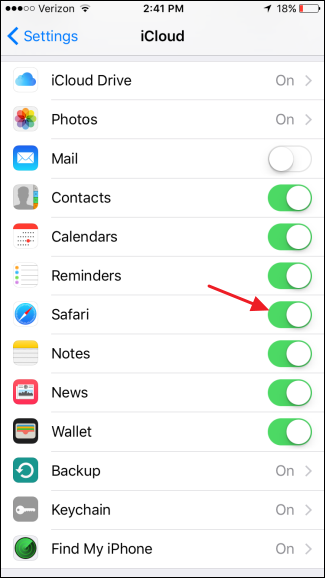 Verizon 2:41 PM 18%
Settings iCloud
iCloud Drive On
Photos On
Mail
Contacts
Calendars
Reminders
Safari
Notes
News
Wallet
Backup On
Keychain On
Find My iPhone On